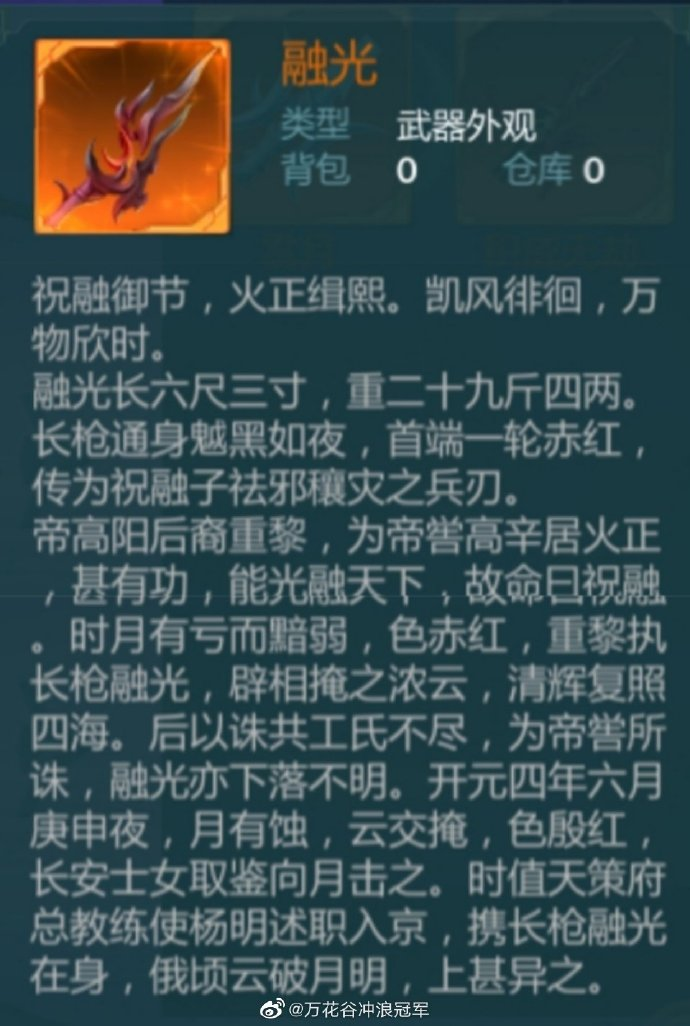 融光
类型 武器外观
背包 0 仓库 0
祝融御节，火正缉熙。凯风徘徊，万
物欣时。
融光长六尺三寸，重二十九斤四两。
长枪通身魆黑如夜，首端一轮赤红，
传为祝融子祛邪穰灾之兵刃。
帝高阳后裔重黎，为帝喾高辛居火正
，甚有功，能光融天下，故命曰祝融
。时月有亏而黯弱，色赤红，重黎执
长枪融光，辟相掩之浓云，清辉复照
四海。后以诛共工氏不尽，为帝喾所
诛，融光亦下落不明。开元四年六月
庚申夜，月有蚀，云交掩，色殷红，
长安士女取鉴向月击之。时值天策府
总教练使杨明述职入京，携长枪融光
在身，俄顷云破月明，上甚异之。
@万花谷冲浪冠军